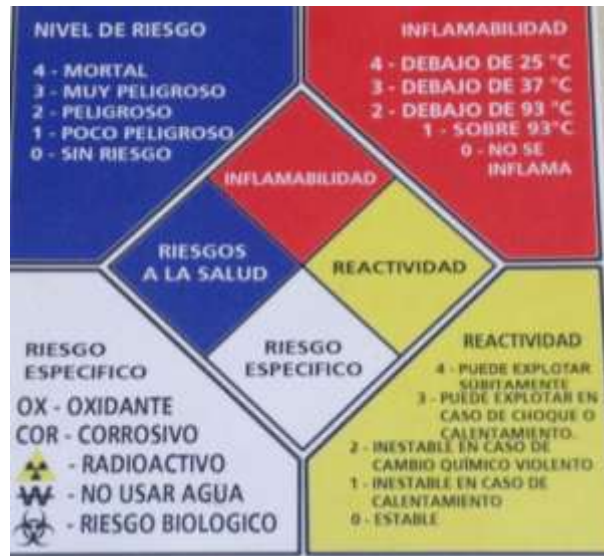 NIVEL DE RIESGO
4 - MORTAL
3 - MUY PELIGROSO
2 - PELIGROSO
1 - POCO PELIGROSO
0 - SIN RIESGO
INFLAMABILIDAD
4 - DEBAJO DE 25 °C
3 - DEBAJO DE 37 °C
2 - DEBAJO DE 93 °C
1 - SOBRE 93°C
0 - NO SE
INFLAMA
INFLAMABILIDAD
RIESGOS
A LA SALUD
REACTIVIDAD
RIESGO
ESPECIFICO
RIESGO
ESPECIFICO
OX - OXIDANTE
COR - CORROSIVO
- RADIOACTIVO
W - NO USAR AGUA
- RIESGO BIOLOGICO
REACTIVIDAD
4 - PUEDE EXPLOTAR
SUBITAMENTE
3 - PUEDE EXPLOTAR EN
CASO DE CHOQUE O
CALENTAMIENTO.
2 - INESTABLE EN CASO DE
CAMBIO QUÍMICO VIOLENTO
1 - INESTABLE EN CASO DE
CALENTAMIENTO
0 - ESTABLE